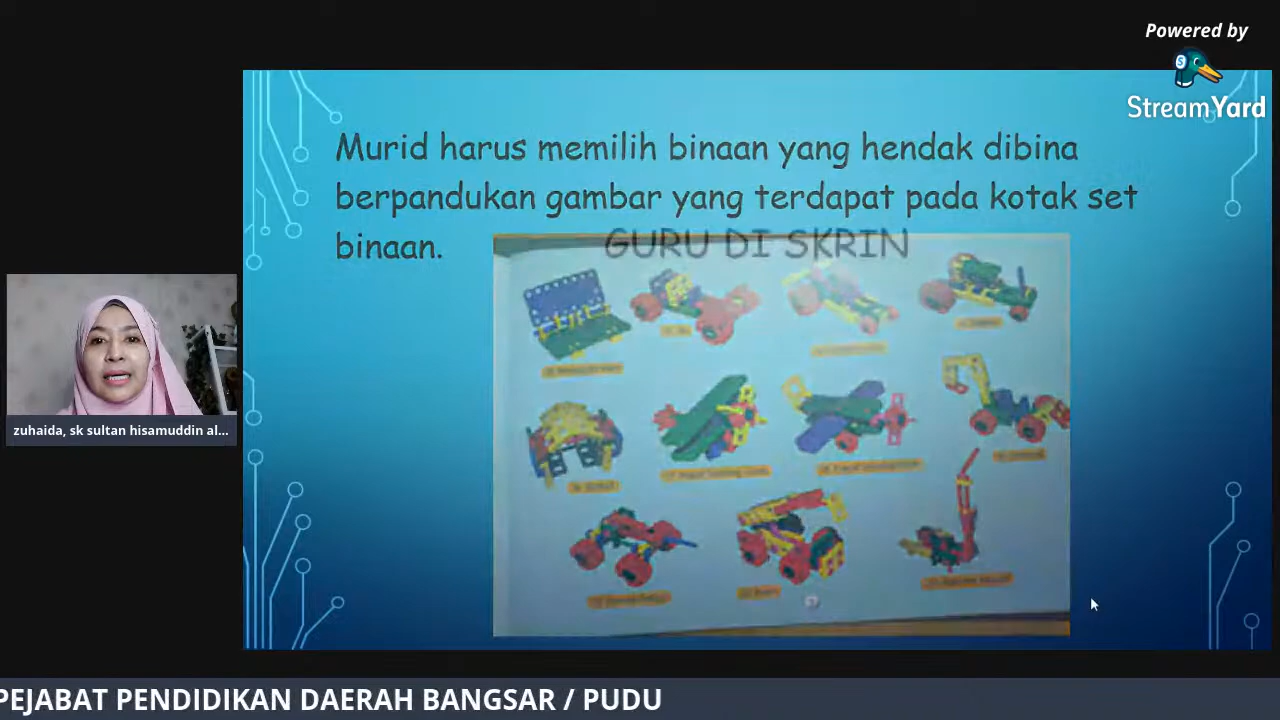 Powered by
StreamYard
Murid harus memilih binaan yang hendak dibina
berpandukan gambar yang terdapat pada kotak set
binaan.
GURU DI SKRIN
zuhaida, sk sultan hisamuddin al...
PEJABAT PENDIDIKAN DAERAH BANGSAR / PUDU